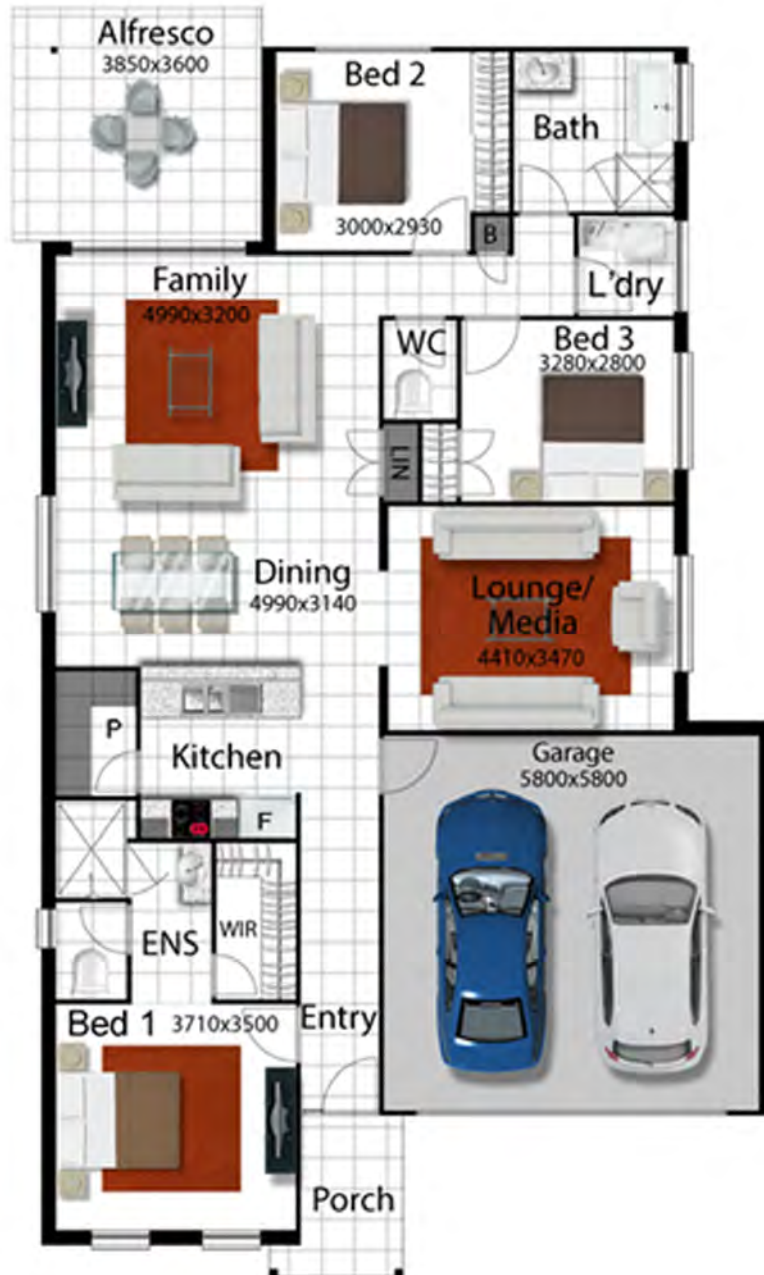 Alfresco
3850x3600
Bed 2
3000x2930
Bath
B
L'dry
Family
4990x3200
WC
Bed 3
3280x2800
LIN
Dining
4990x3140
Lounge/
Media
4410x3470
P
Kitchen
F
Garage
5800x5800
ENS
WIR
Bed 1 3710x3500
Entry
Porch